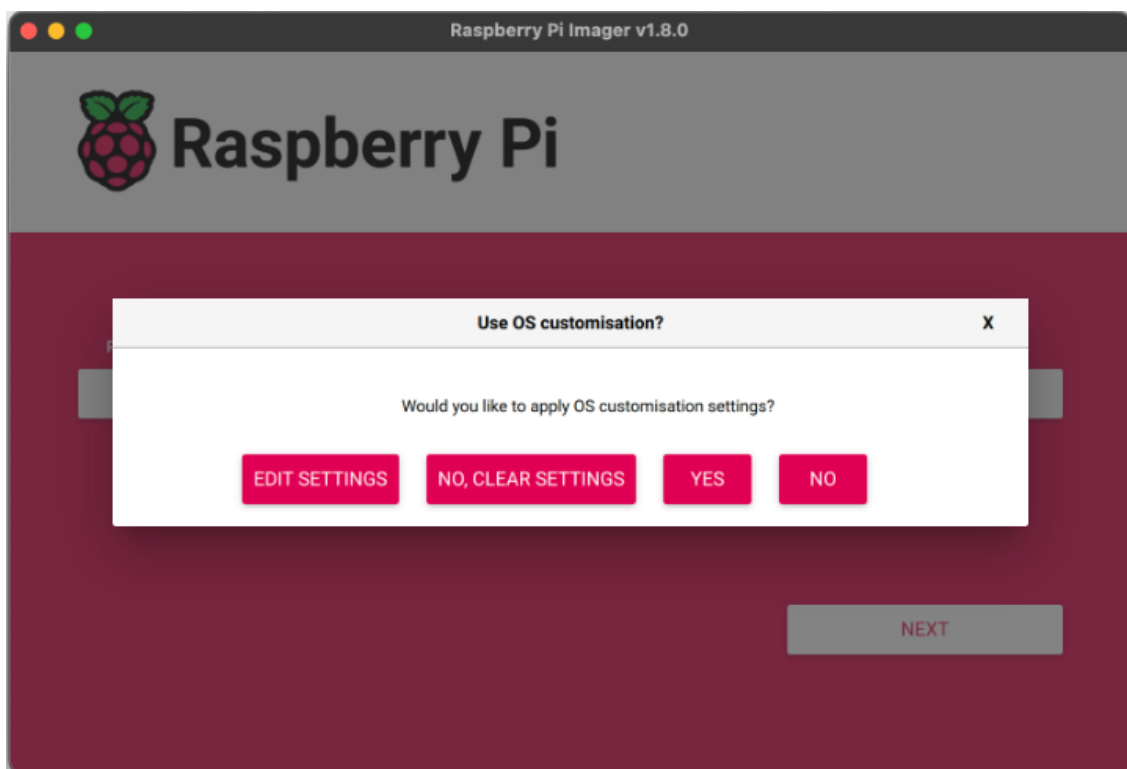 Raspberry Pi Imager v1.8.0
Raspberry Pi
Use OS customisation?
X
Would you like to apply OS customisation settings?
EDIT SETTINGS
NO, CLEAR SETTINGS
YES
NO
NEXT